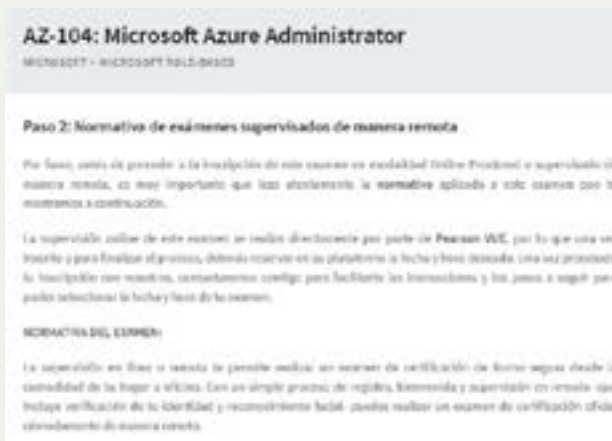 AZ-104: Microsoft Azure Administrator
MICROSOFT - MICROSOFT ROLE-BASED
Paso 2: Normativa de exámenes supervisados de manera remota
Por favor, antes de proceder a la inscripción de este examen en modalidad Online Proctored o supervisado de
manera remota, es muy importante que leas atentamente la normativa aplicada a este examen que te
mostramos a continuación.
La supervisión online de este examen se realiza directamente por parte de Pearson VUE, por lo que una vez
inscrito y para finalizar el proceso, deberás reservar en su plataforma la fecha y hora deseada. Una vez procesada
tu inscripción con nosotros, contactaremos contigo para facilitarte las instrucciones y los pasos a seguir para
poder seleccionar la fecha y hora de tu examen.
NORMATIVA DEL EXAMEN:
La supervisión en línea o remota te permite realizar un examen de certificación de forma segura desde la
comodidad de tu hogar u oficina. Con un simple proceso de registro, bienvenida y supervisión en remoto que
incluye verificación de tu identidad y reconocimiento facial puedes realizar un examen de certificación oficial
cómodamente de manera remota